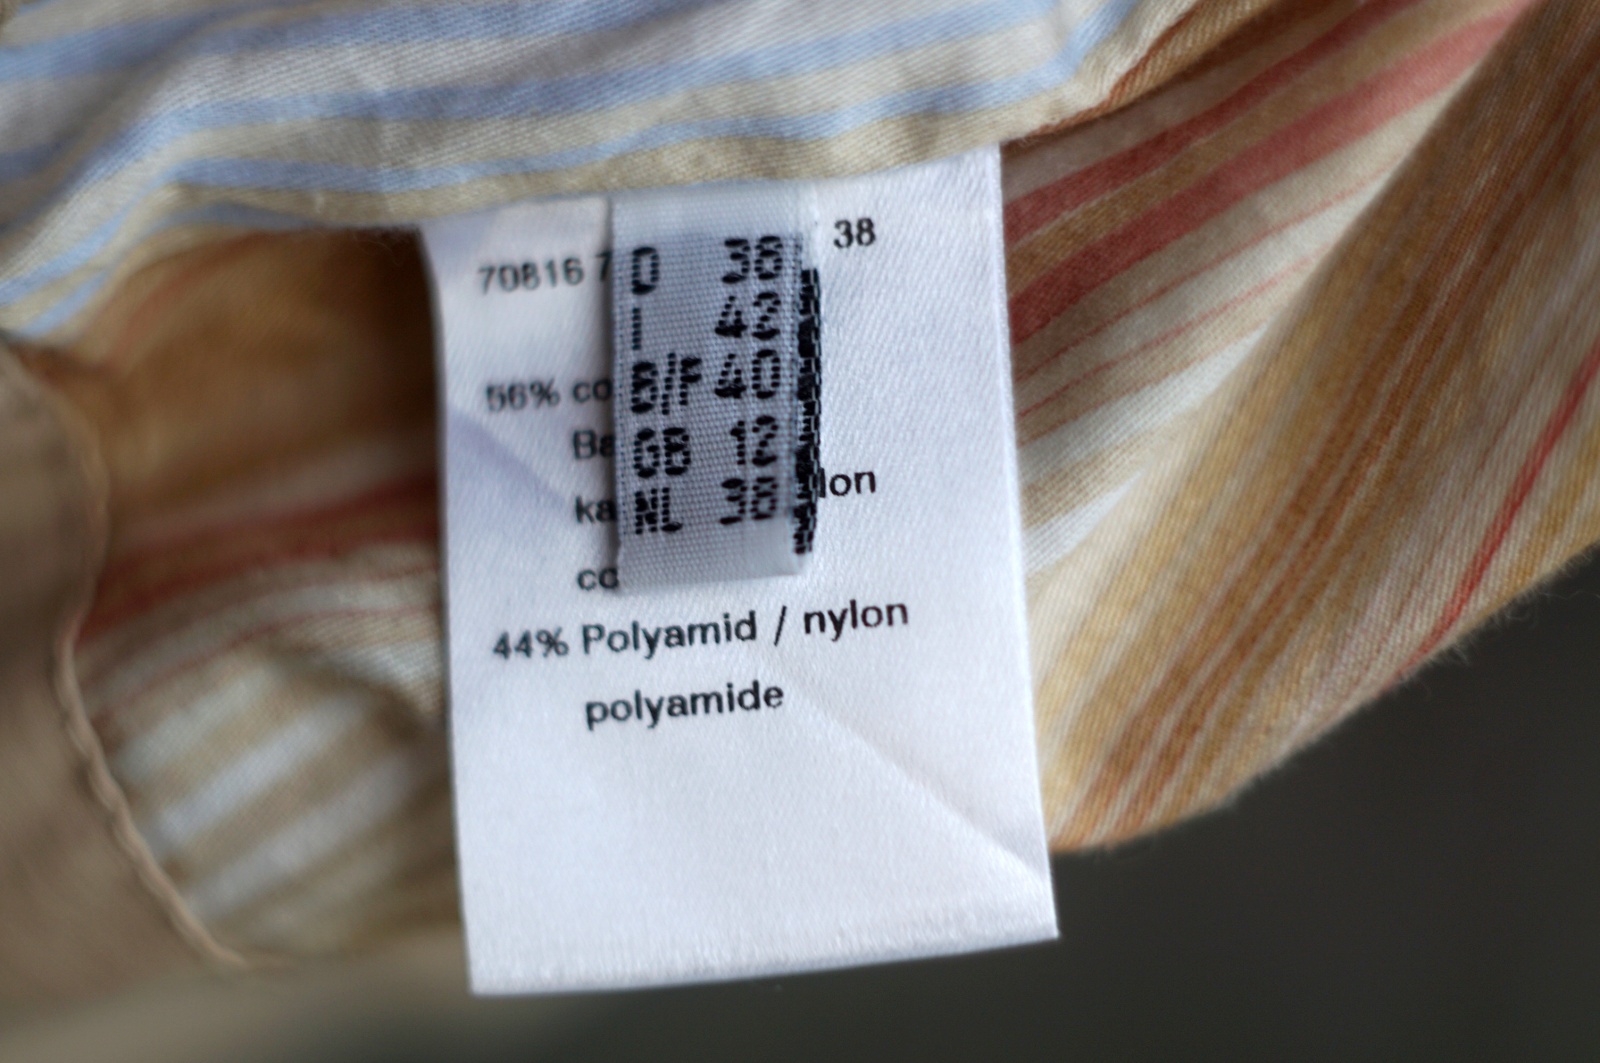 70816 7
38
D 38
I 42
B/F 40
GB 12
NL 38
56% co
Ba
ka
lon
co
44% Polyamid / nylon
polyamide